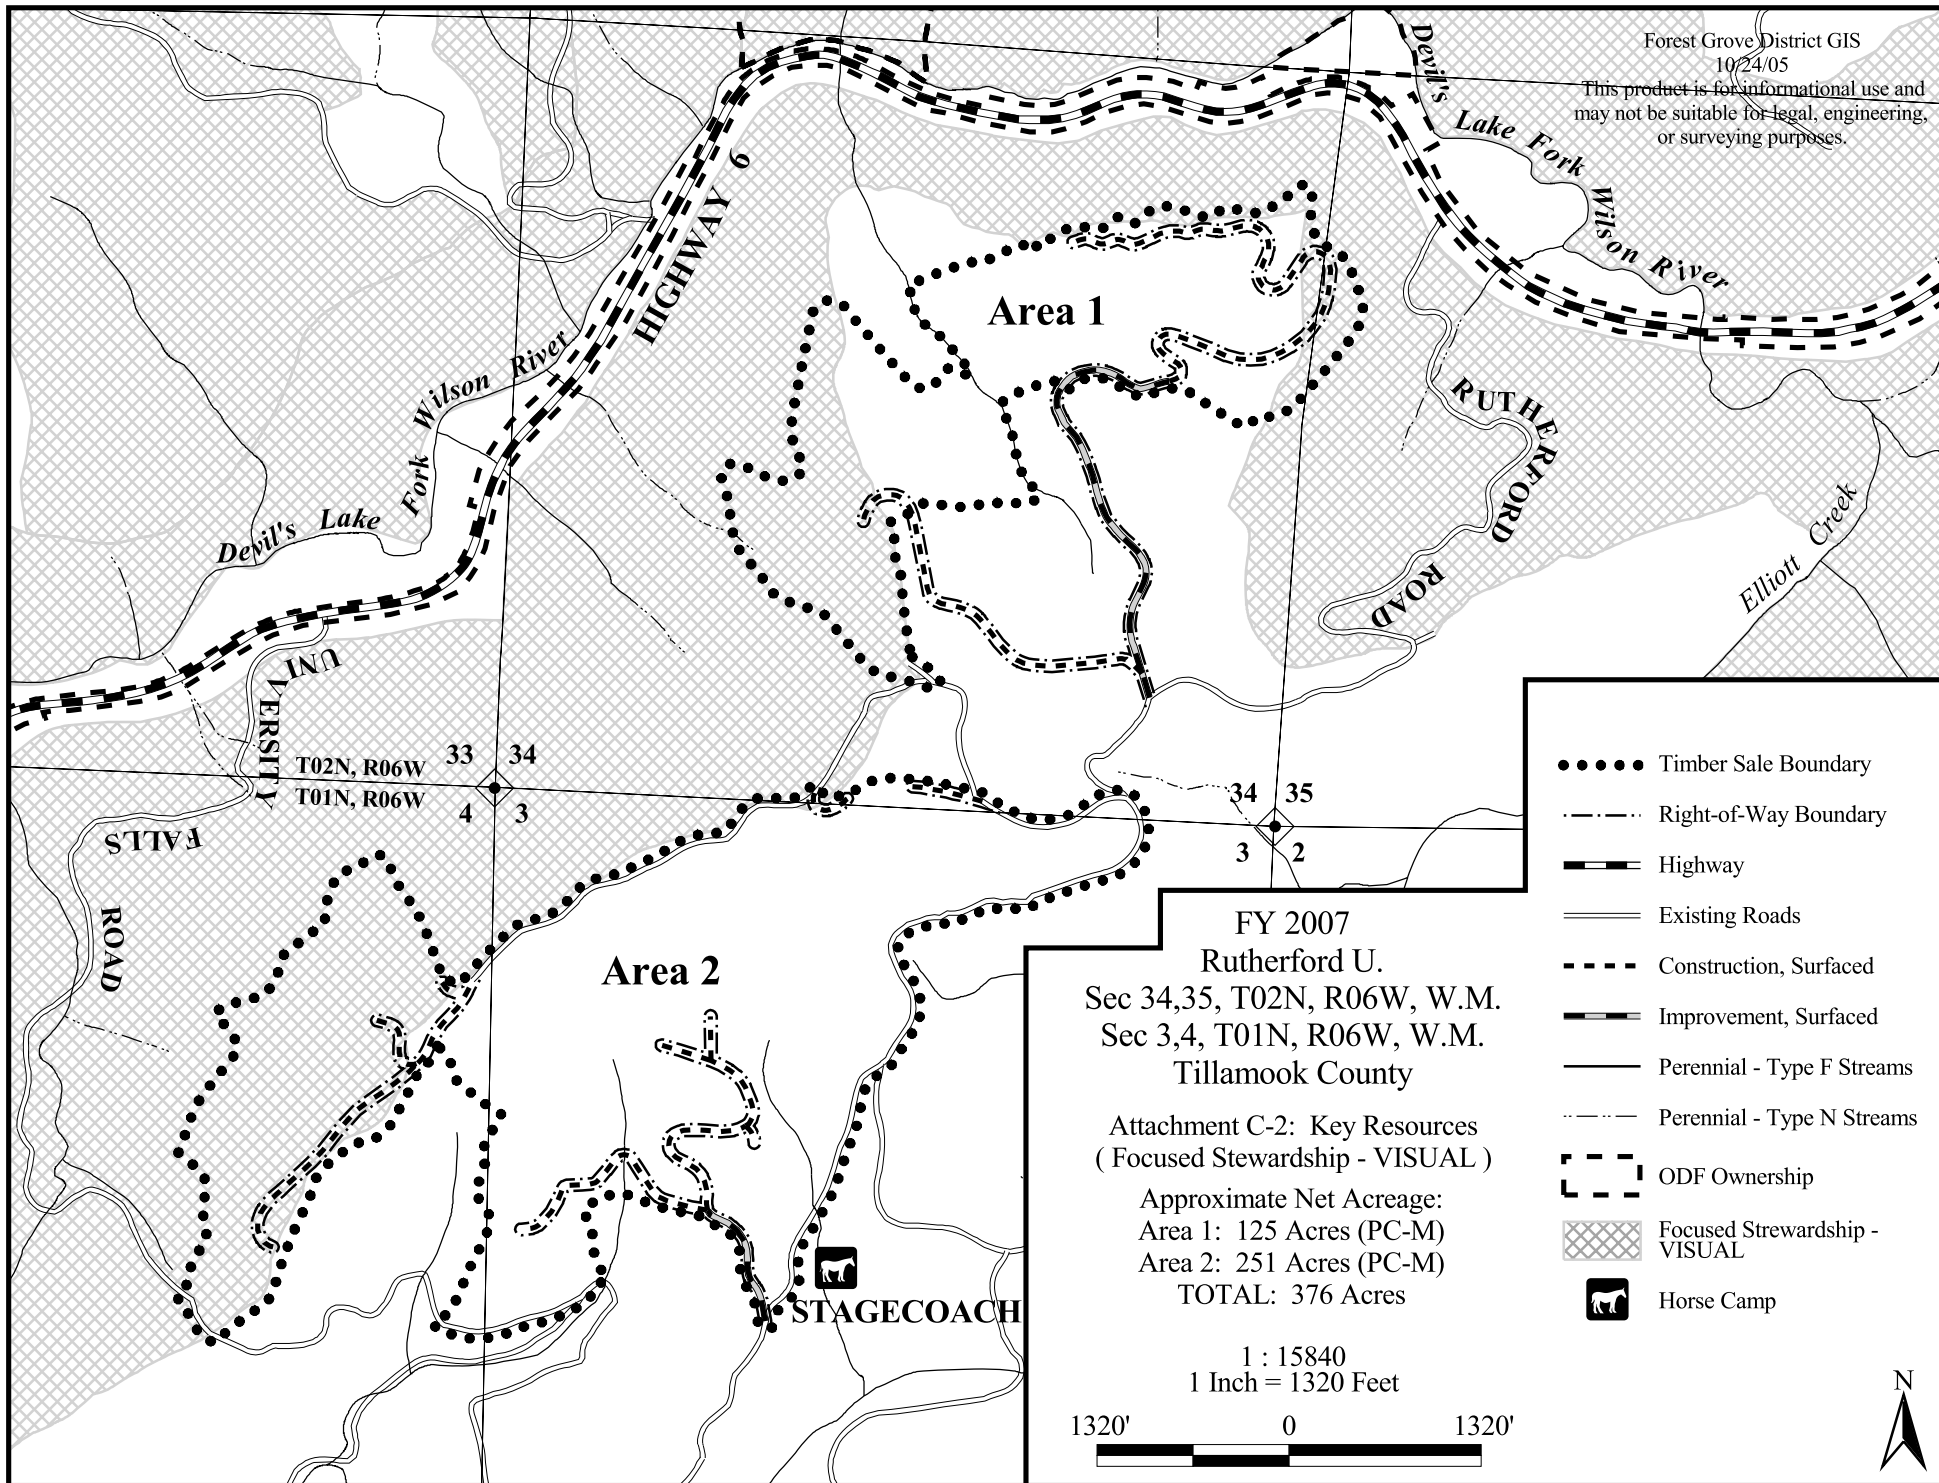 Forest Grove District GIS
10/24/05
This product is for informational use and
may not be suitable for legal, engineering,
or surveying purposes.
Devil's Lake Fork Wilson River
HIGHWAY 6
Area 1
Devil's Lake Fork Wilson River
RUTHERFORD ROAD
Elliott Creek
UNIVERSITY FALLS ROAD
T02N, R06W
T01N, R06W
33 34
4 3
34 35
3 2
Area 2
STAGECOACH
FY 2007
Rutherford U.
Sec 34,35, T02N, R06W, W.M.
Sec 3,4, T01N, R06W, W.M.
Tillamook County
Attachment C-2: Key Resources
( Focused Stewardship - VISUAL )
Approximate Net Acreage:
Area 1: 125 Acres (PC-M)
Area 2: 251 Acres (PC-M)
TOTAL: 376 Acres
1 : 15840
1 Inch = 1320 Feet
1320' 0 1320'
Timber Sale Boundary
Right-of-Way Boundary
Highway
Existing Roads
Construction, Surfaced
Improvement, Surfaced
Perennial - Type F Streams
Perennial - Type N Streams
ODF Ownership
Focused Strewardship -
VISUAL
Horse Camp
N